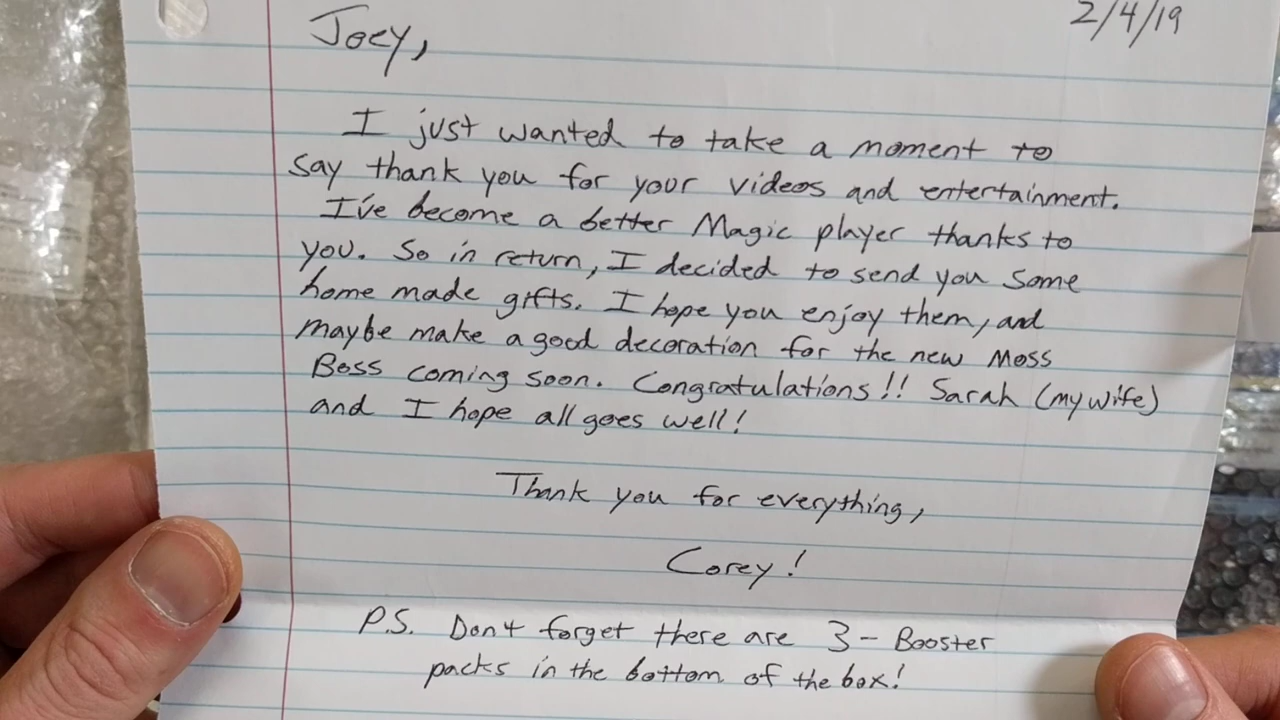 2/4/19
Joey,
I just wanted to take a moment to
say thank you for your videos and entertainment.
I've become a better Magic player thanks to
you. So in return, I decided to send you some
home made gifts. I hope you enjoy them, and
maybe make a good decoration for the new Moss
Boss coming soon. Congratulations!! Sarah (my wife)
and I hope all goes well!
Thank you for everything,
Corey!
P.S. Don't forget there are 3-Booster
packs in the bottom of the box!